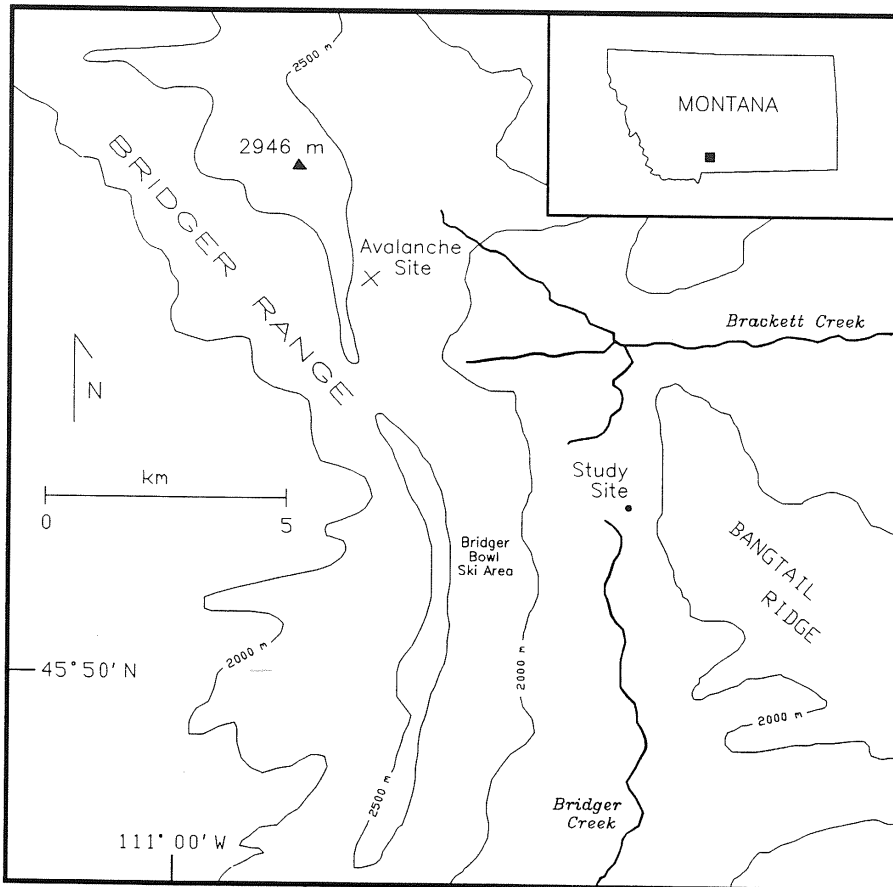 2500 m
MONTANA
2946 m
BRIDGER RANGE
Avalanche
Site
Brackett Creek
N
km
0 5
Study
Site
Bridger
Bowl
Ski Area
BANGTAIL
RIDGE
2000 m
45°50'N
2000 m
2000 m
2500 m
Bridger
Creek
111°00'W